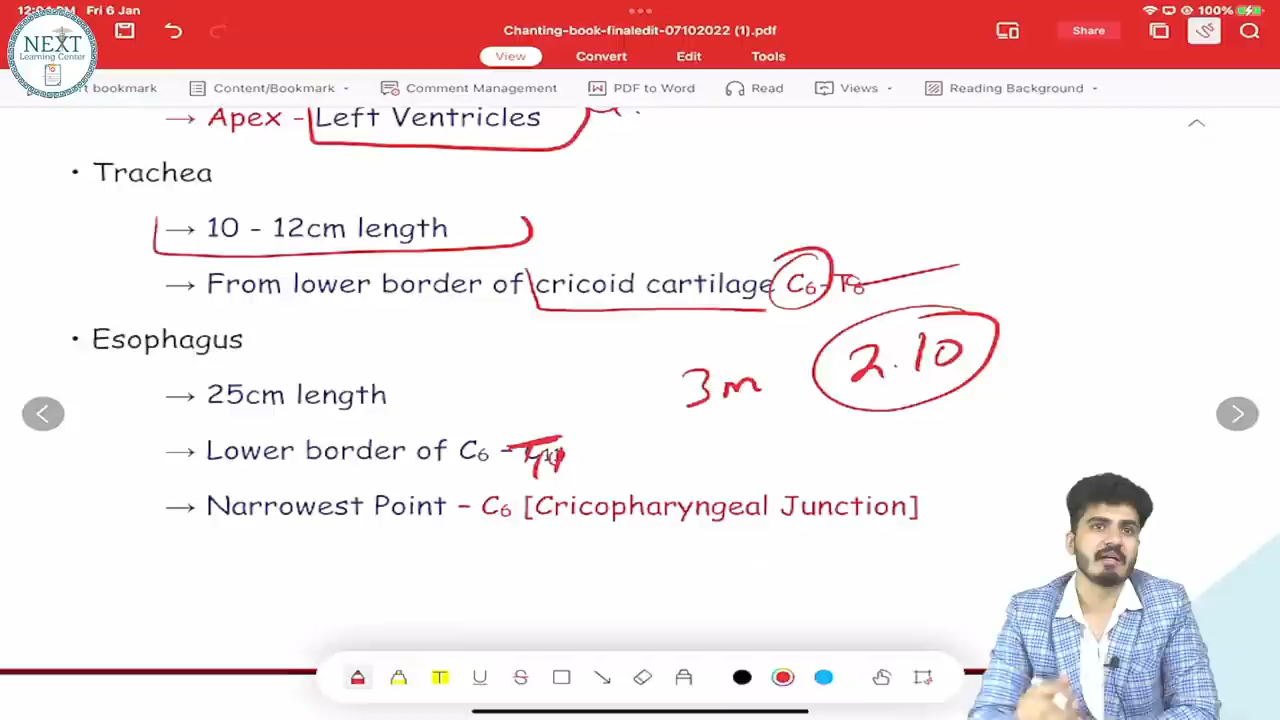 12:04 PM Fri 6 Jan
100%
NEXT
Learning Center
Chanting-book-finaledit-07102022 (1).pdf
Share
View Convert Edit Tools
bookmark Content/Bookmark Comment Management PDF to Word Read Views Reading Background
→ Apex - Left Ventricles
• Trachea
→ 10 - 12cm length
→ From lower border of cricoid cartilage C6 - T6
• Esophagus
2.10
3m
→ 25cm length
→ Lower border of C6 -
→ Narrowest Point - C6 [Cricopharyngeal Junction]